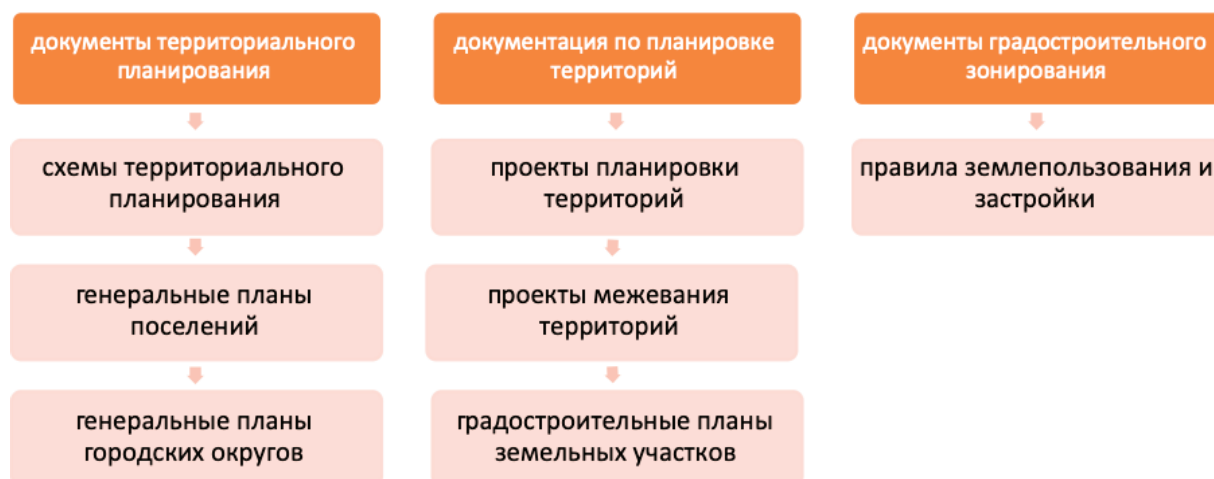 документы территориального
планирования
схемы территориального
планирования
генеральные планы
поселений
генеральные планы
городских округов
документация по планировке
территорий
проекты планировки
территорий
проекты межевания
территорий
градостроительные планы
земельных участков
документы градостроительного
зонирования
правила землепользования и
застройки